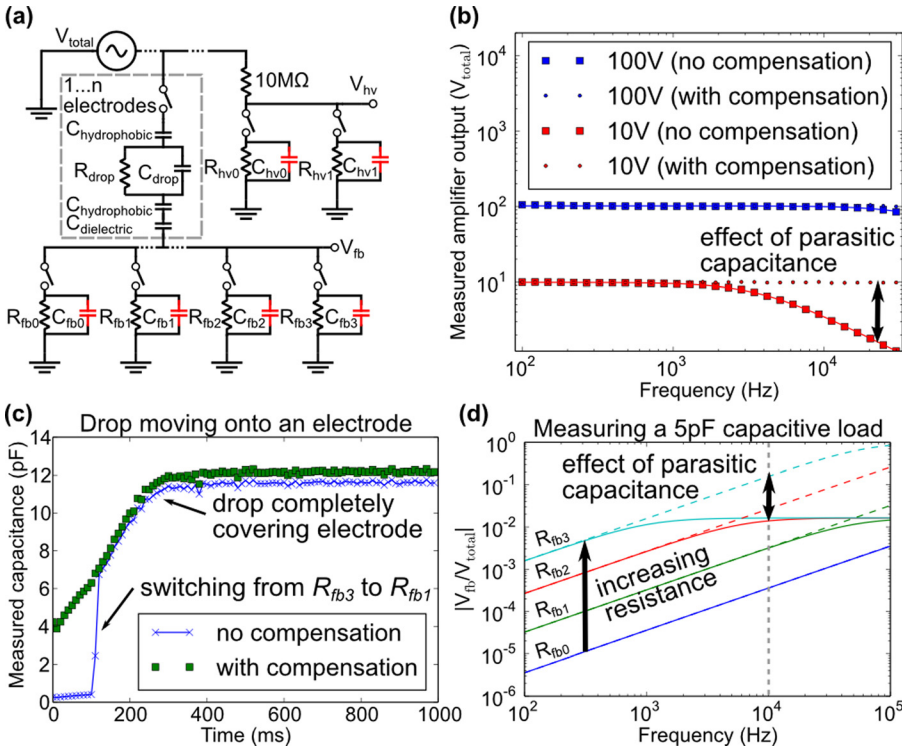 (a)
V_total
1...n
electrodes
C_hydrophobic
R_drop
C_drop
C_hydrophobic
C_dielectric
10MΩ
V_hv
R_hv0
C_hv0
R_hv1
C_hv1
V_fb
R_fb0
C_fb0
R_fb1
C_fb1
R_fb2
C_fb2
R_fb3
C_fb3
(b)
Measured amplifier output (V_total)
10^4
10^3
10^2
10^1
100V (no compensation)
100V (with compensation)
10V (no compensation)
10V (with compensation)
effect of parasitic
capacitance
10^2
10^3
10^4
Frequency (Hz)
(c)
Drop moving onto an electrode
Measured capacitance (pF)
14
12
10
8
6
4
2
0
drop completely
covering electrode
switching from R_fb3 to R_fb1
no compensation
with compensation
0
200
400
600
800
1000
Time (ms)
(d)
Measuring a 5pF capacitive load
|V_fb/V_total|
10^0
10^-1
10^-2
10^-3
10^-4
10^-5
10^-6
effect of parasitic
capacitance
R_fb3
R_fb2
R_fb1
R_fb0
increasing
resistance
10^2
10^3
10^4
10^5
Frequency (Hz)